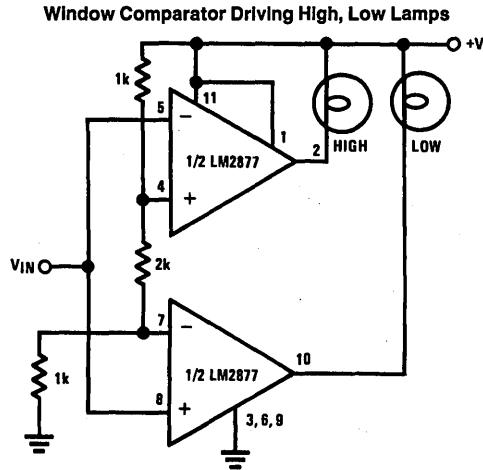 Window Comparator Driving High, Low Lamps
+V
1k
11
5
−
1
1/2 LM2877
2
HIGH
LOW
4
+
VIN
2k
7
−
1/2 LM2877
10
1k
8
+
3, 6, 9